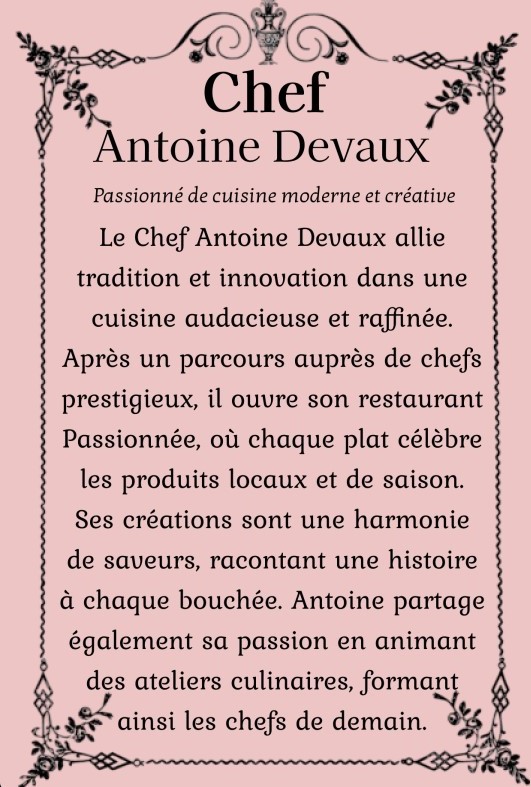 Chef
Antoine Devaux
Passionné de cuisine moderne et créative
Le Chef Antoine Devaux allie
tradition et innovation dans une
cuisine audacieuse et raffinée.
Après un parcours auprès de chefs
prestigieux, il ouvre son restaurant
Passionnée, où chaque plat célèbre
les produits locaux et de saison.
Ses créations sont une harmonie
de saveurs, racontant une histoire
à chaque bouchée. Antoine partage
également sa passion en animant
des ateliers culinaires, formant
ainsi les chefs de demain.